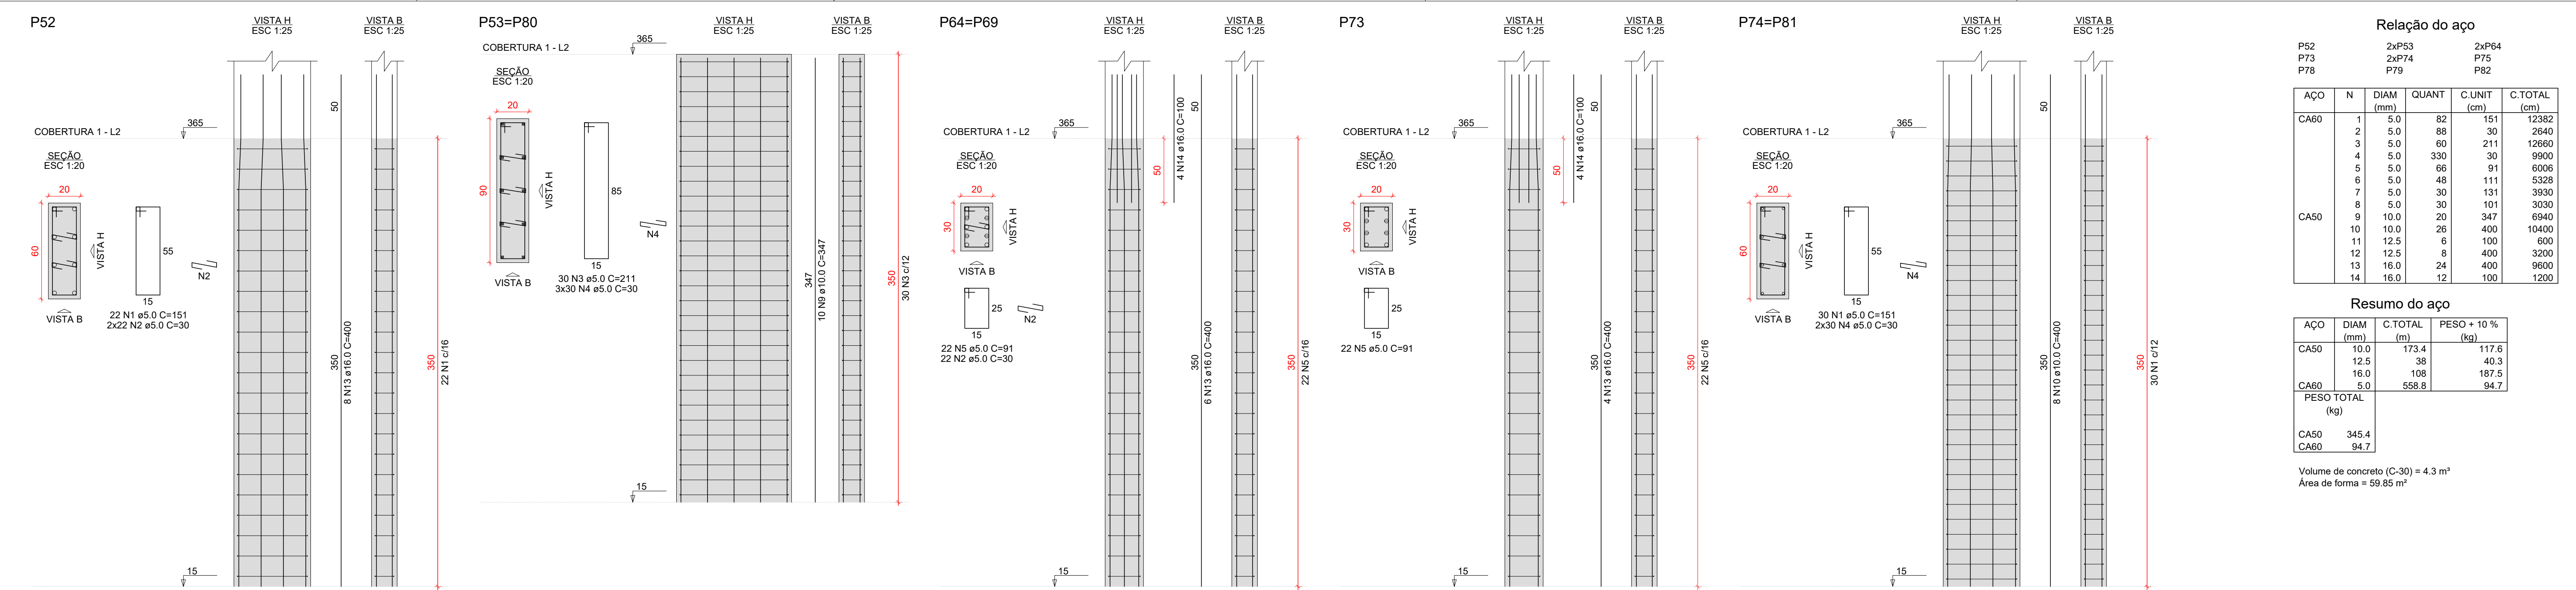 P52
VISTA H
ESC 1:25
VISTA B
ESC 1:25
50
COBERTURA 1 - L2
365
SEÇÃO
ESC 1:20
20
60
VISTA H
VISTA B
55
15
22 N1 ø5.0 C=151
2x22 N2 ø5.0 C=30
N2
350
8 N13 ø16.0 C=400
350
22 N1 c/16
15
P53=P80
VISTA H
ESC 1:25
VISTA B
ESC 1:25
COBERTURA 1 - L2
365
SEÇÃO
ESC 1:20
20
90
VISTA H
VISTA B
85
15
30 N3 ø5.0 C=211
3x30 N4 ø5.0 C=30
N4
347
10 N9 ø10.0 C=347
350
30 N3 c/12
15
P64=P69
VISTA H
ESC 1:25
VISTA B
ESC 1:25
COBERTURA 1 - L2
365
50
4 N14 ø16.0 C=100
50
SEÇÃO
ESC 1:20
20
30
VISTA H
VISTA B
25
15
N2
22 N5 ø5.0 C=91
22 N2 ø5.0 C=30
350
6 N13 ø16.0 C=400
350
22 N5 c/16
15
P73
VISTA H
ESC 1:25
VISTA B
ESC 1:25
COBERTURA 1 - L2
365
50
4 N14 ø16.0 C=100
50
SEÇÃO
ESC 1:20
20
30
VISTA H
VISTA B
25
15
22 N5 ø5.0 C=91
350
4 N13 ø16.0 C=400
350
22 N5 c/16
15
P74=P81
VISTA H
ESC 1:25
VISTA B
ESC 1:25
50
COBERTURA 1 - L2
365
SEÇÃO
ESC 1:20
20
60
VISTA H
VISTA B
55
15
30 N1 ø5.0 C=151
2x30 N4 ø5.0 C=30
N4
350
8 N10 ø10.0 C=400
350
30 N1 c/12
15
Relação do aço
P52 2xP53 2xP64
P73 2xP74 P75
P78 P79 P82
AÇO N DIAM QUANT C.UNIT C.TOTAL
(mm) (cm) (cm)
CA60 1 5.0 82 151 12382
2 5.0 88 30 2640
3 5.0 60 211 12660
4 5.0 330 30 9900
5 5.0 66 91 6006
6 5.0 48 111 5328
7 5.0 30 131 3930
8 5.0 30 101 3030
CA50 9 10.0 20 347 6940
10 10.0 26 400 10400
11 12.5 6 100 600
12 12.5 8 400 3200
13 16.0 24 400 9600
14 16.0 12 100 1200
Resumo do aço
AÇO DIAM C.TOTAL PESO + 10 %
(mm) (m) (kg)
CA50 10.0 173.4 117.6
12.5 38 40.3
16.0 108 187.5
CA60 5.0 558.8 94.7
PESO TOTAL
(kg)
CA50 345.4
CA60 94.7
Volume de concreto (C-30) = 4.3 m³
Área de forma = 59.85 m²